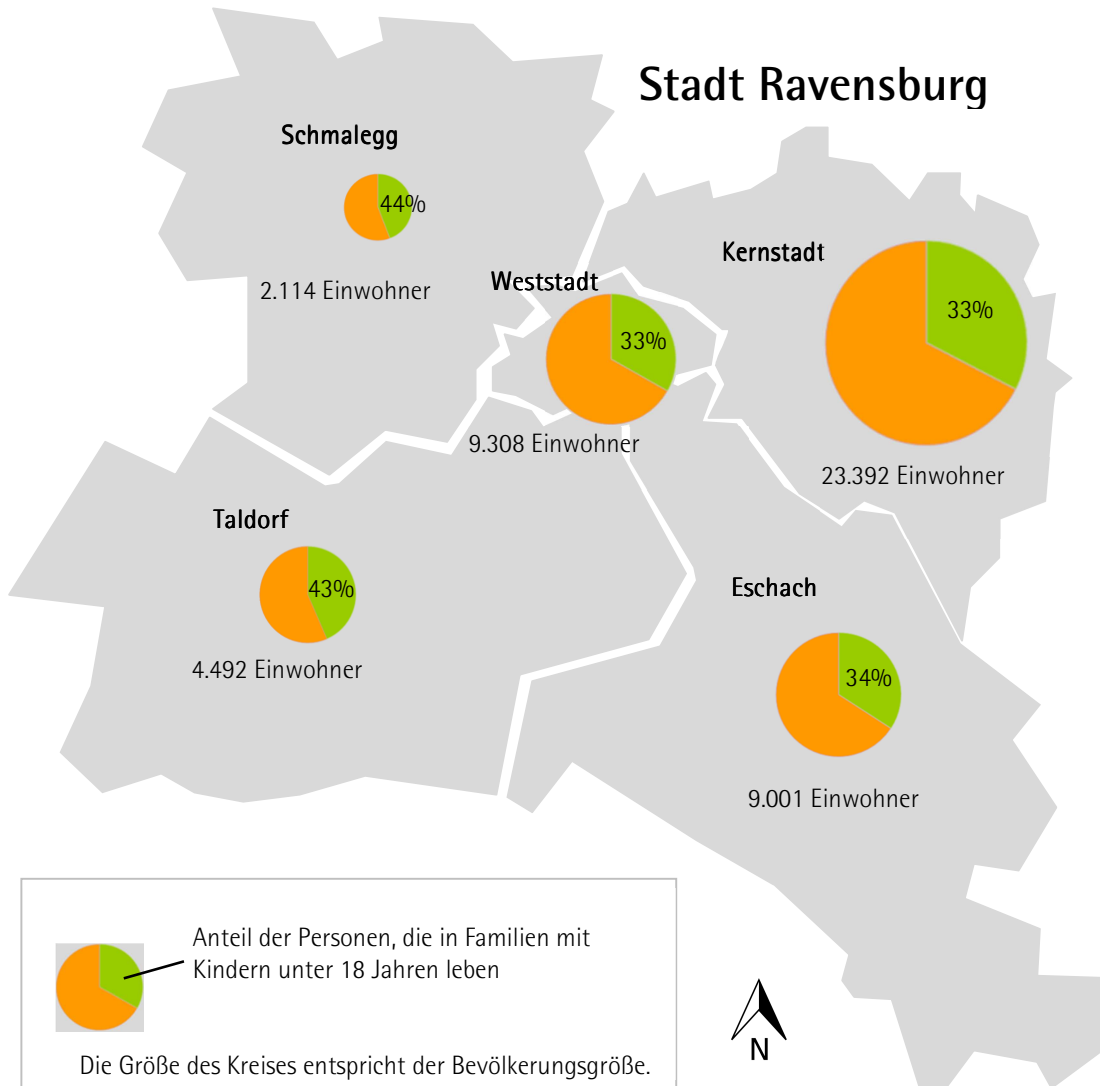 Stadt Ravensburg
Schmalegg
44%
2.114 Einwohner
Weststadt
33%
9.308 Einwohner
Kernstadt
33%
23.392 Einwohner
Taldorf
43%
4.492 Einwohner
Eschach
34%
9.001 Einwohner
Anteil der Personen, die in Familien mit
Kindern unter 18 Jahren leben
Die Größe des Kreises entspricht der Bevölkerungsgröße.
N